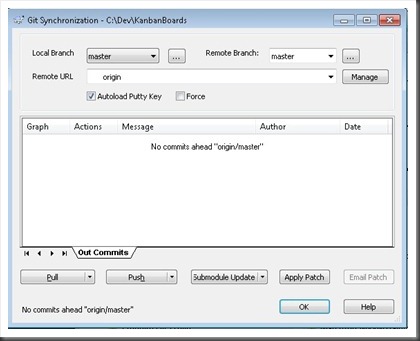 Git Synchronization - C:\Dev\KanbanBoards
Local Branch master ... Remote Branch: master ...
Remote URL origin Manage
Autoload Putty Key Force
Graph Actions Message Author Date
No commits ahead "origin/master"
Out Commits
Pull Push Submodule Update Apply Patch Email Patch
No commits ahead "origin/master" OK Help